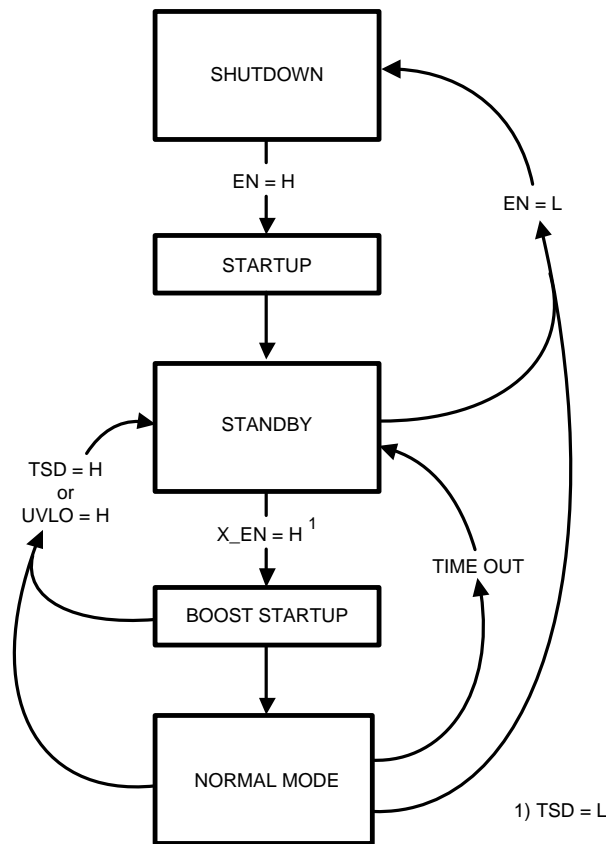 SHUTDOWN
EN = H
EN = L
STARTUP
STANDBY
TSD = H
or
UVLO = H
X_EN = H 1
TIME OUT
BOOST STARTUP
NORMAL MODE
1) TSD = L